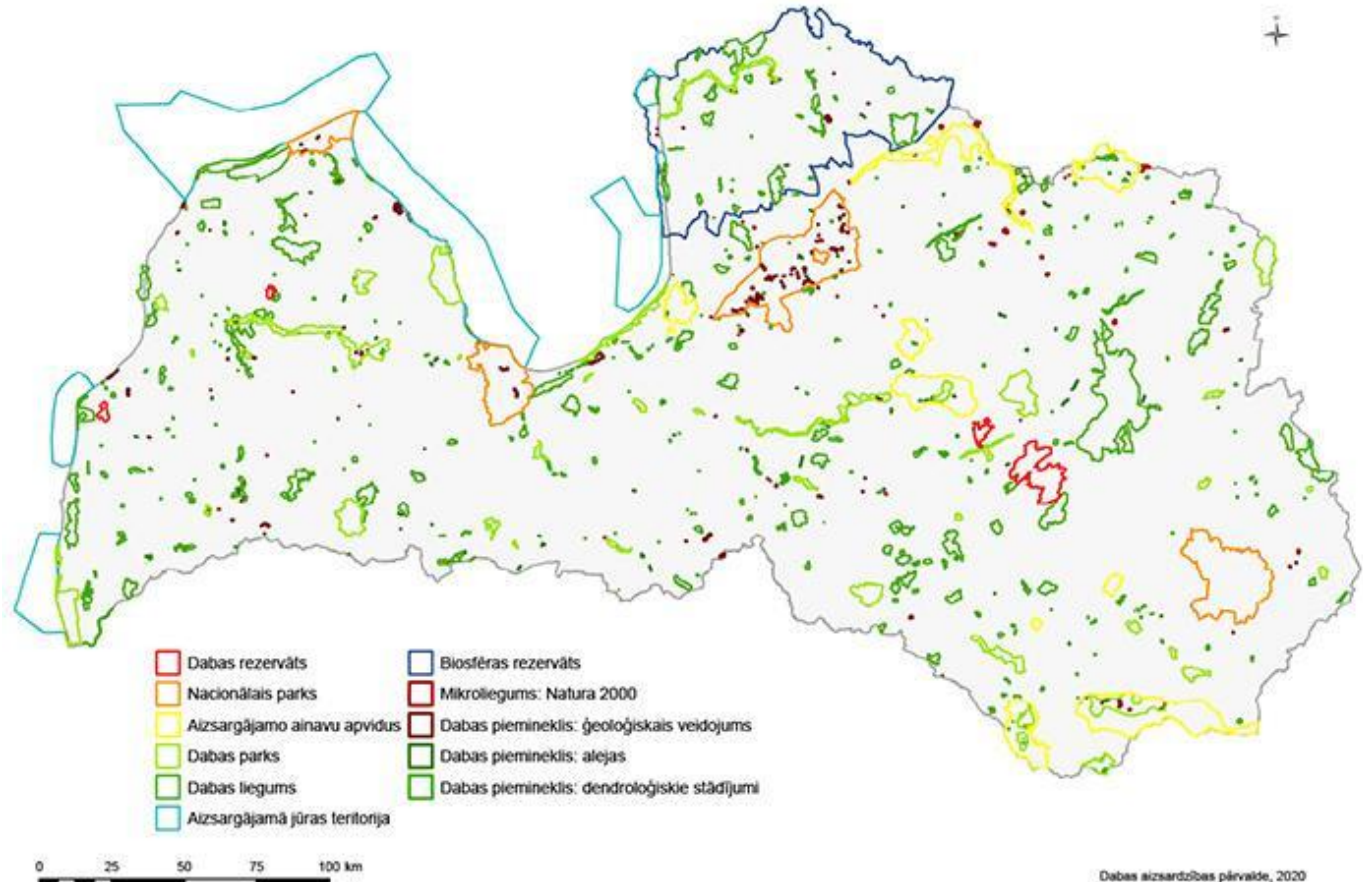 Dabas rezervāts
Nacionālais parks
Aizsargājamo ainavu apvidus
Dabas parks
Dabas liegums
Aizsargājamā jūras teritorija
Biosfēras rezervāts
Mikroliegums: Natura 2000
Dabas piemineklis: ģeoloģiskais veidojums
Dabas piemineklis: alejas
Dabas piemineklis: dendroloģiskie stādījumi
0 25 50 75 100 km
Dabas aizsardzības pārvalde, 2020